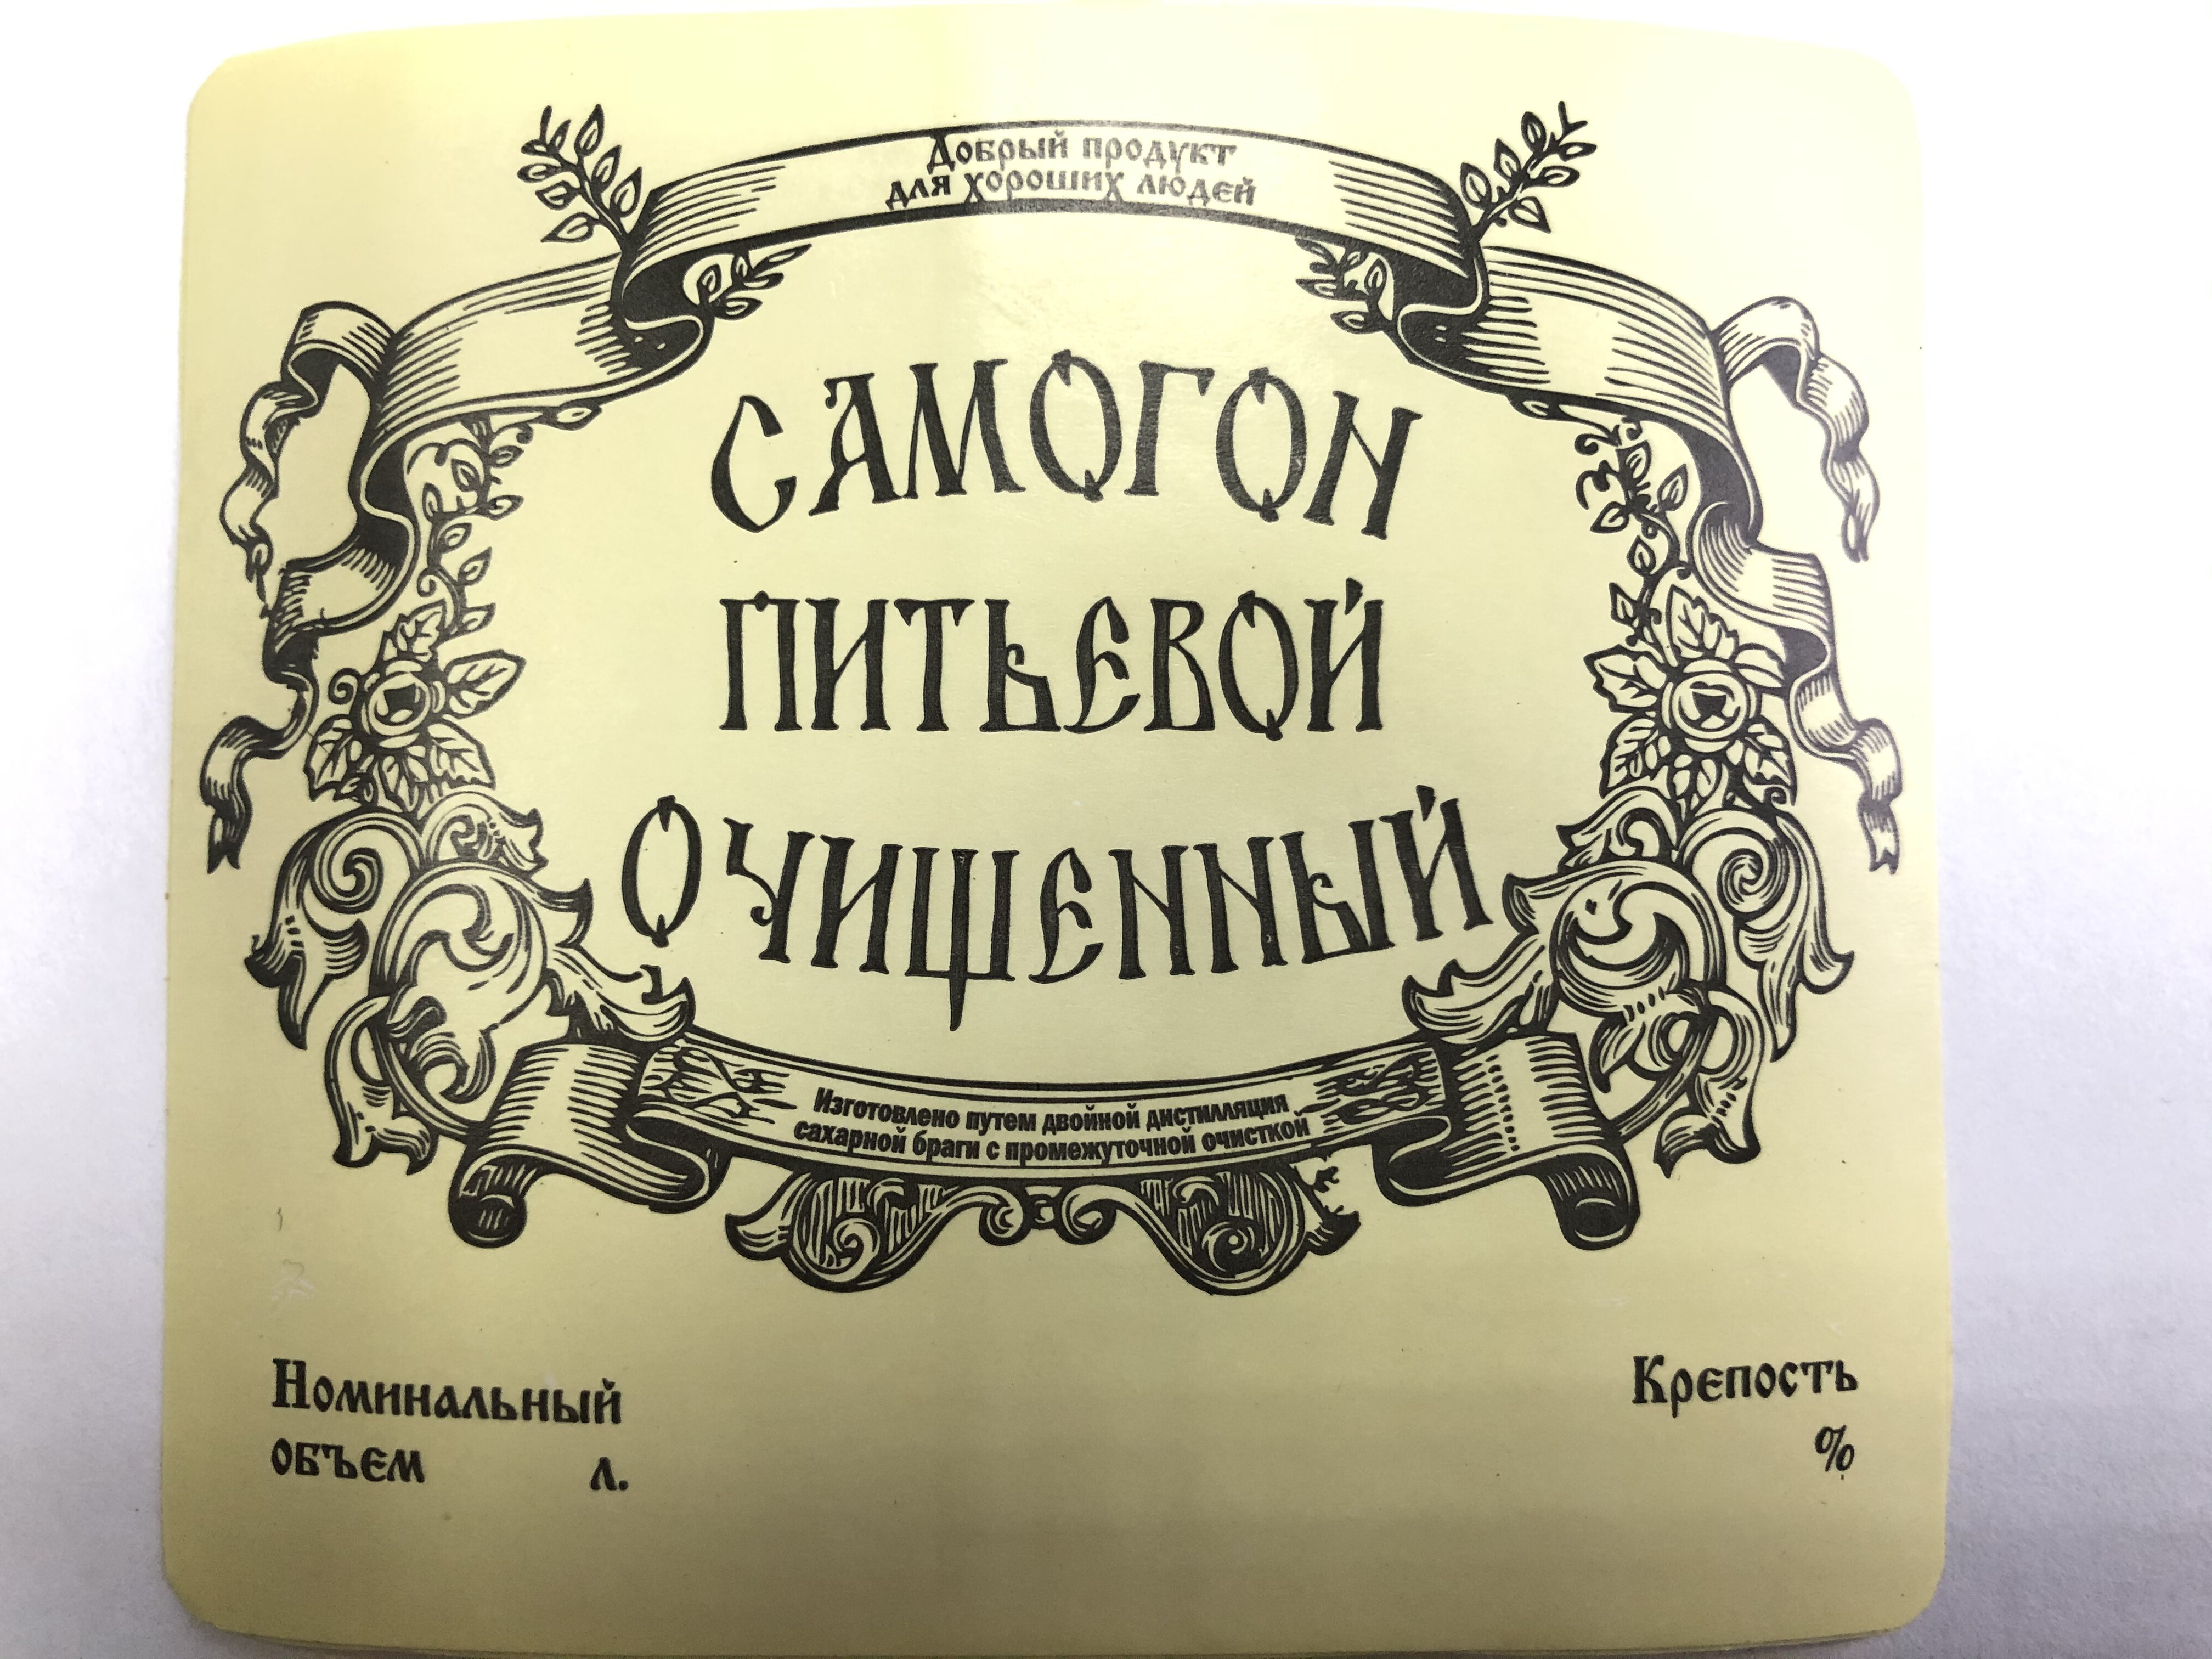 Добрый продукт
для хороших людей
САМОГОН
ПИТЬЕВОЙ
ОЧИЩЕННЫЙ
Изготовлено путем двойной дистилляция
сахарной браги с промежуточной очисткой
Номинальный
объем л.
Крепость
%